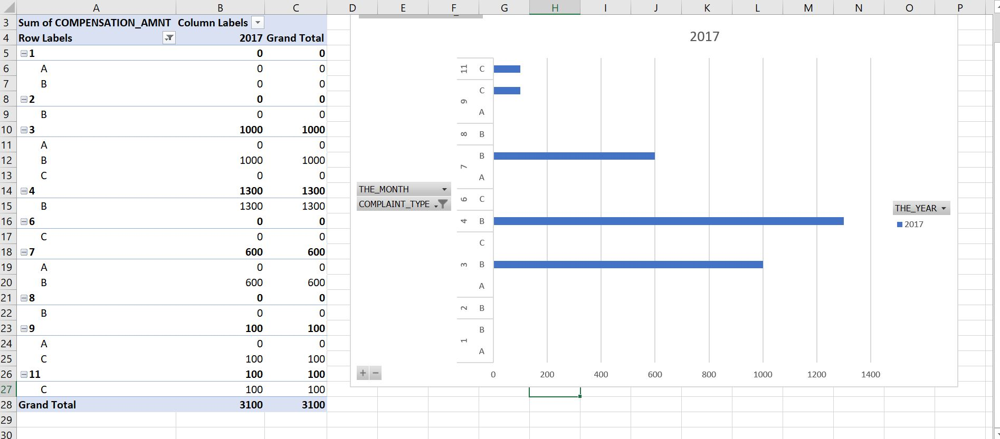 A B C D E F G H I J K L M N O P
3 Sum of COMPENSATION_AMNT Column Labels
4 Row Labels 2017 Grand Total
5 1 0 0
6 A 0 0
7 B 0 0
8 2 0 0
9 B 0 0
10 3 1000 1000
11 A 0 0
12 B 1000 1000
13 C 0 0
14 4 1300 1300
15 B 1300 1300
16 6 0 0
17 C 0 0
18 7 600 600
19 A 0 0
20 B 600 600
21 8 0 0
22 B 0 0
23 9 100 100
24 A 0 0
25 C 100 100
26 11 100 100
27 C 100 100
28 Grand Total 3100 3100
29
30
2017
11 C
9 C
A
8 B
7 B
A
6 C
4 B
C
3 B
A
2 B
1 B
A
THE_MONTH
COMPLAINT_TYPE
+ −
0 200 400 600 800 1000 1200 1400
THE_YEAR
2017